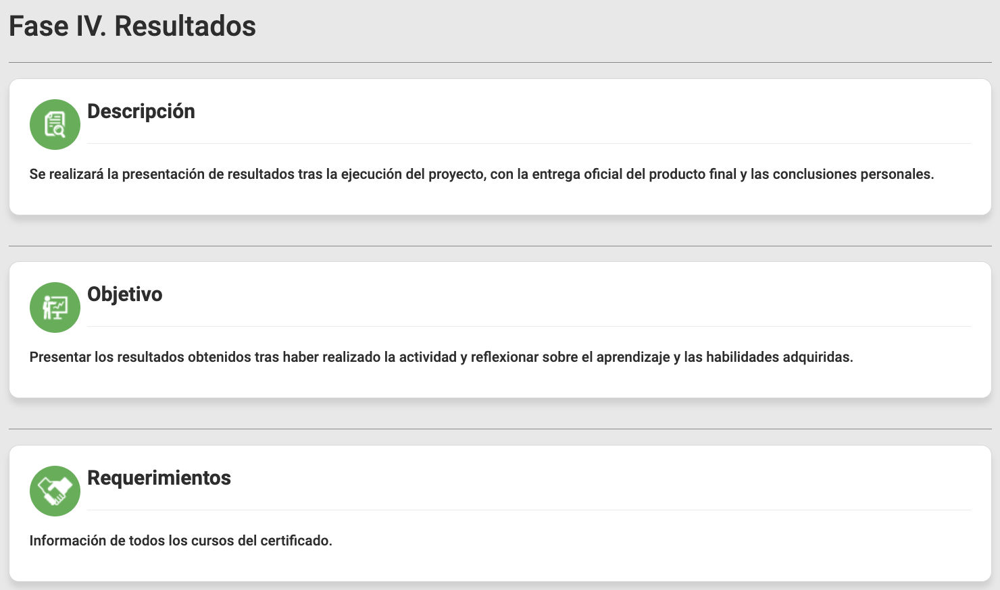 Fase IV. Resultados
Descripción
Se realizará la presentación de resultados tras la ejecución del proyecto, con la entrega oficial del producto final y las conclusiones personales.
Objetivo
Presentar los resultados obtenidos tras haber realizado la actividad y reflexionar sobre el aprendizaje y las habilidades adquiridas.
Requerimientos
Información de todos los cursos del certificado.